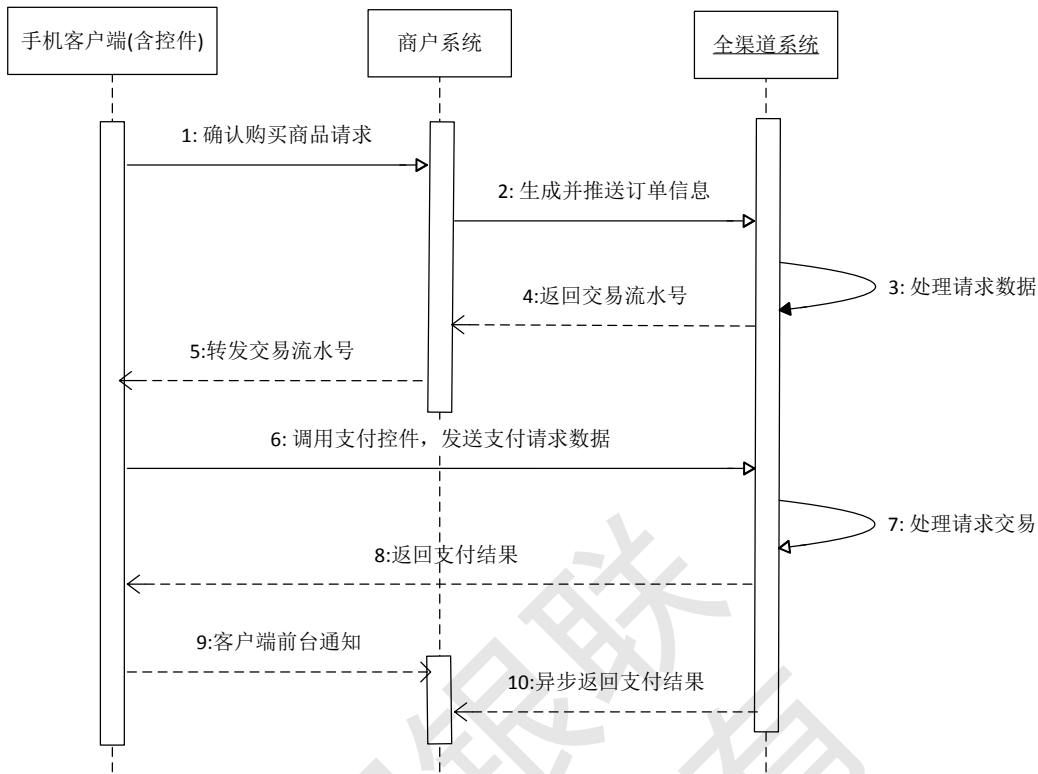 手机客户端(含控件)
商户系统
全渠道系统
1: 确认购买商品请求
2: 生成并推送订单信息
3: 处理请求数据
4:返回交易流水号
5:转发交易流水号
6: 调用支付控件，发送支付请求数据
7: 处理请求交易
8:返回支付结果
9:客户端前台通知
10:异步返回支付结果
银联
有